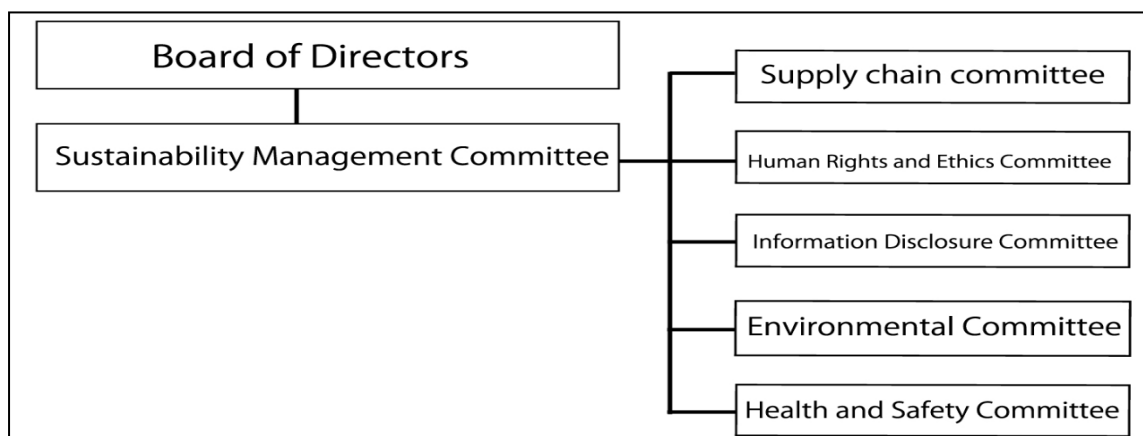 Board of Directors
Sustainability Management Committee
Supply chain committee
Human Rights and Ethics Committee
Information Disclosure Committee
Environmental Committee
Health and Safety Committee